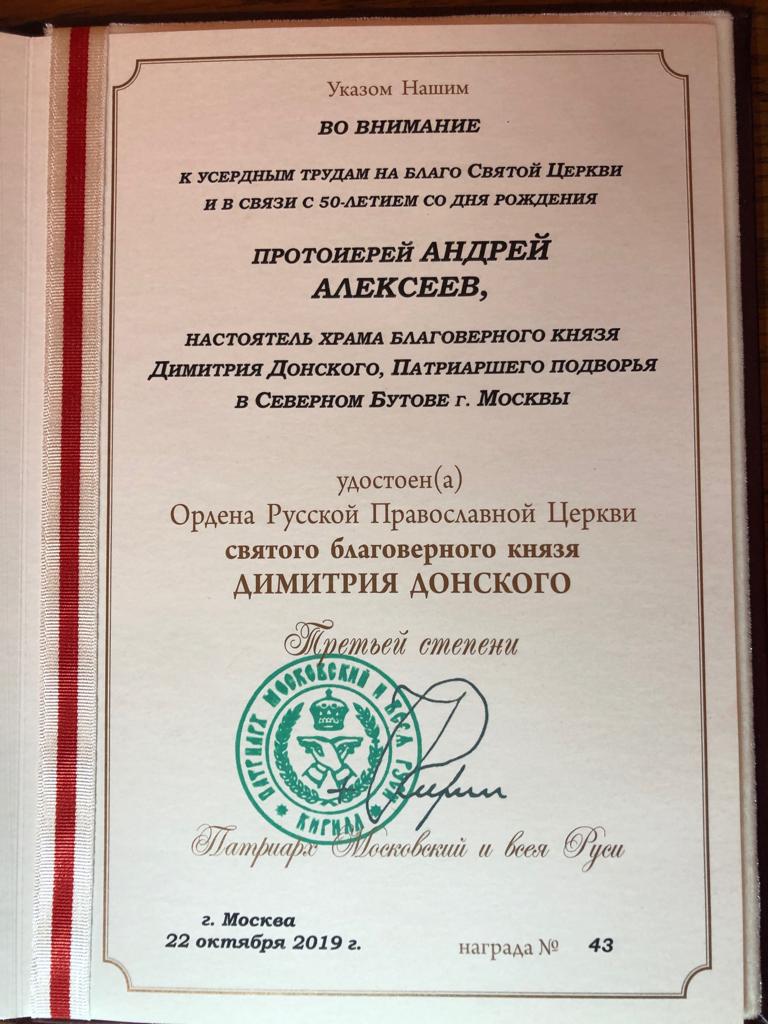 Указом Нашим
ВО ВНИМАНИЕ
К УСЕРДНЫМ ТРУДАМ НА БЛАГО СВЯТОЙ ЦЕРКВИ
И В СВЯЗИ С 50-ЛЕТИЕМ СО ДНЯ РОЖДЕНИЯ
ПРОТОИЕРЕЙ АНДРЕЙ
АЛЕКСЕЕВ,
НАСТОЯТЕЛЬ ХРАМА БЛАГОВЕРНОГО КНЯЗЯ
ДИМИТРИЯ ДОНСКОГО, ПАТРИАРШЕГО ПОДВОРЬЯ
В СЕВЕРНОМ БУТОВЕ Г. МОСКВЫ
удостоен(а)
Ордена Русской Православной Церкви
святого благоверного князя
ДИМИТРИЯ ДОНСКОГО
Третьей степени
ПАТРИАРХ МОСКОВСКИЙ И ВСЕЯ РУСИ
КИРИЛЛ
Патриарх Московский и всея Руси
г. Москва
22 октября 2019 г.
награда № 43